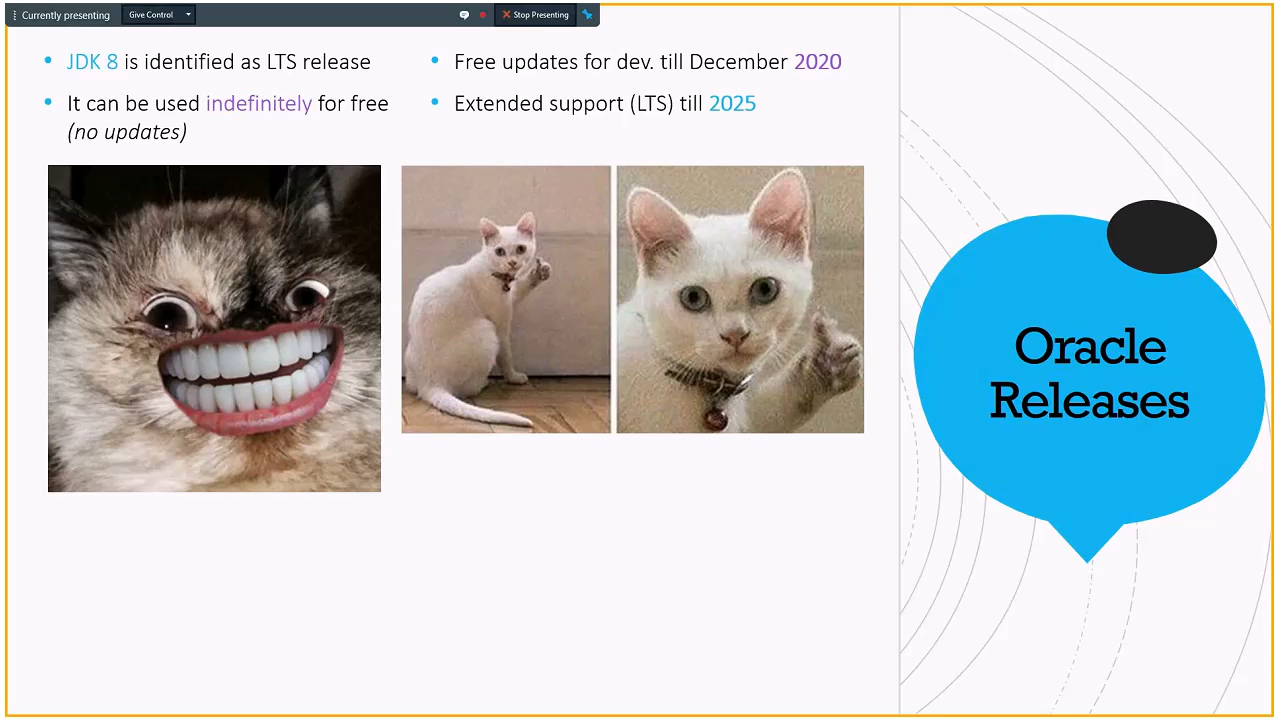 Currently presenting
Give Control
Stop Presenting
JDK 8 is identified as LTS release
It can be used indefinitely for free
(no updates)
Free updates for dev. till December 2020
Extended support (LTS) till 2025
Oracle
Releases